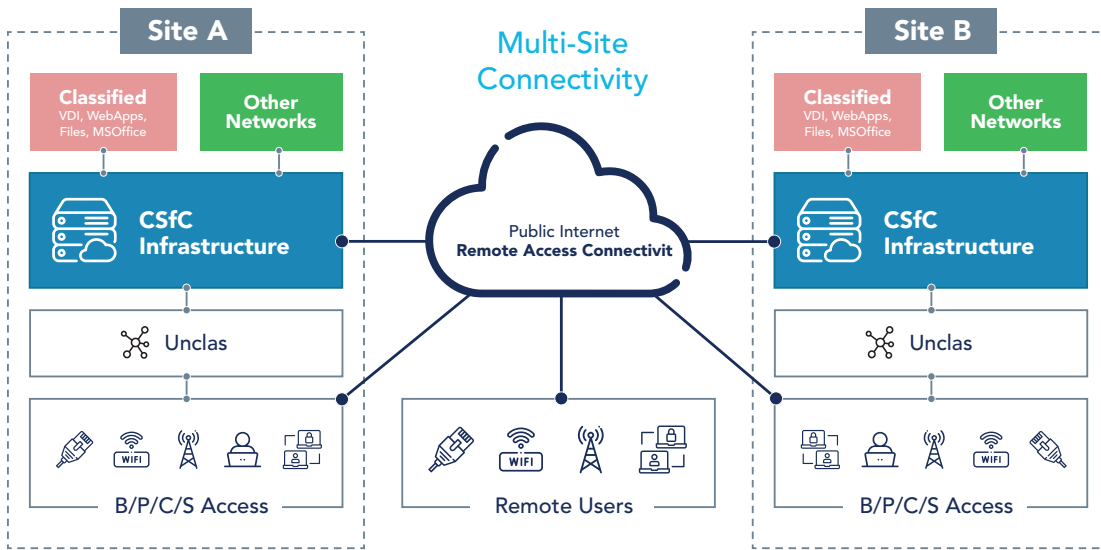 Site A
Classified
VDI, WebApps,
Files, MSOffice
Other
Networks
CSfC
Infrastructure
Unclas
WIFI
B/P/C/S Access
Multi-Site
Connectivity
Public Internet
Remote Access Connectivit
WIFI
Remote Users
Site B
Classified
VDI, WebApps,
Files, MSOffice
Other
Networks
CSfC
Infrastructure
Unclas
WIFI
B/P/C/S Access